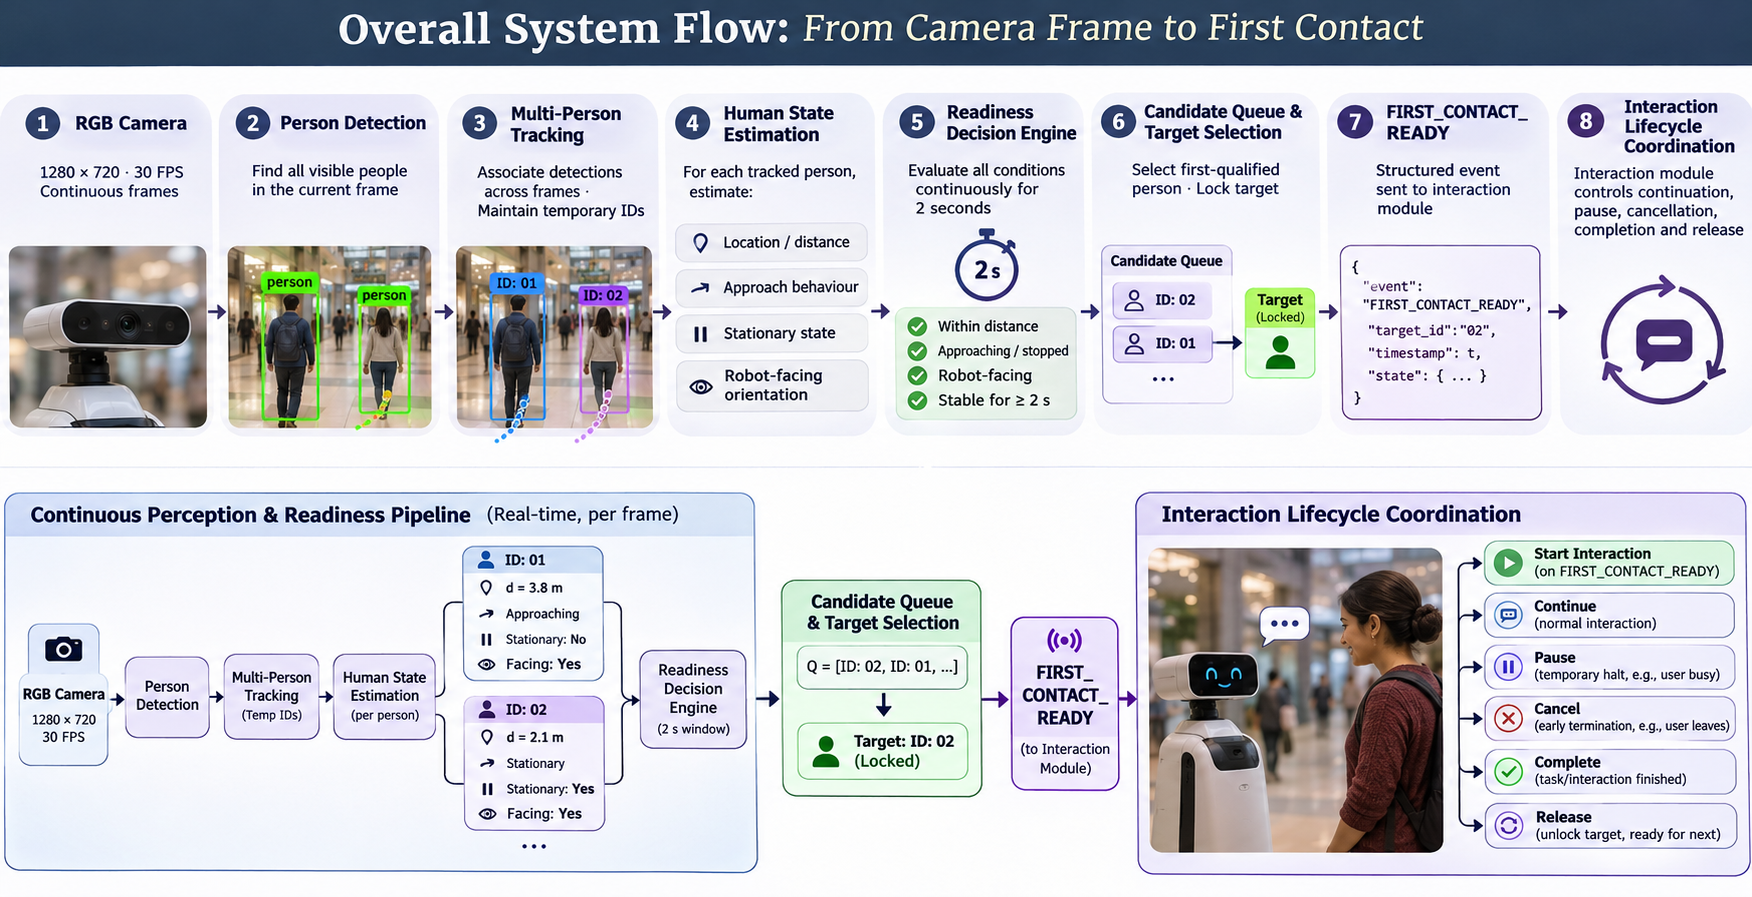 Overall System Flow: From Camera Frame to First Contact
1 RGB Camera
1280 × 720 · 30 FPS
Continuous frames
2 Person Detection
Find all visible people
in the current frame
person
person
3 Multi-Person
Tracking
Associate detections
across frames ·
Maintain temporary IDs
ID: 01
ID: 02
4 Human State
Estimation
For each tracked person,
estimate:
Location / distance
Approach behaviour
Stationary state
Robot-facing
orientation
5 Readiness
Decision Engine
Evaluate all conditions
continuously for
2 seconds
2 s
Within distance
Approaching / stopped
Robot-facing
Stable for ≥ 2 s
6 Candidate Queue &
Target Selection
Select first-qualified
person · Lock target
Candidate Queue
ID: 02
ID: 01
...
Target
(Locked)
7 FIRST_CONTACT_
READY
Structured event
sent to interaction
module
{
"event":
"FIRST_CONTACT_READY",
"target_id":"02",
"timestamp": t,
"state": { ... }
}
8 Interaction
Lifecycle
Coordination
Interaction module
controls continuation,
pause, cancellation,
completion and release
Continuous Perception & Readiness Pipeline (Real-time, per frame)
RGB Camera
1280 × 720
30 FPS
Person
Detection
Multi-Person
Tracking
(Temp IDs)
Human State
Estimation
(per person)
ID: 01
d = 3.8 m
Approaching
Stationary: No
Facing: Yes
ID: 02
d = 2.1 m
Stationary
Stationary: Yes
Facing: Yes
...
Readiness
Decision
Engine
(2 s window)
Candidate Queue
& Target Selection
Q = [ID: 02, ID: 01, ...]
Target: ID: 02
(Locked)
FIRST_
CONTACT_
READY
(to Interaction
Module)
Interaction Lifecycle Coordination
Start Interaction
(on FIRST_CONTACT_READY)
Continue
(normal interaction)
Pause
(temporary halt, e.g., user busy)
Cancel
(early termination, e.g., user leaves)
Complete
(task/interaction finished)
Release
(unlock target, ready for next)